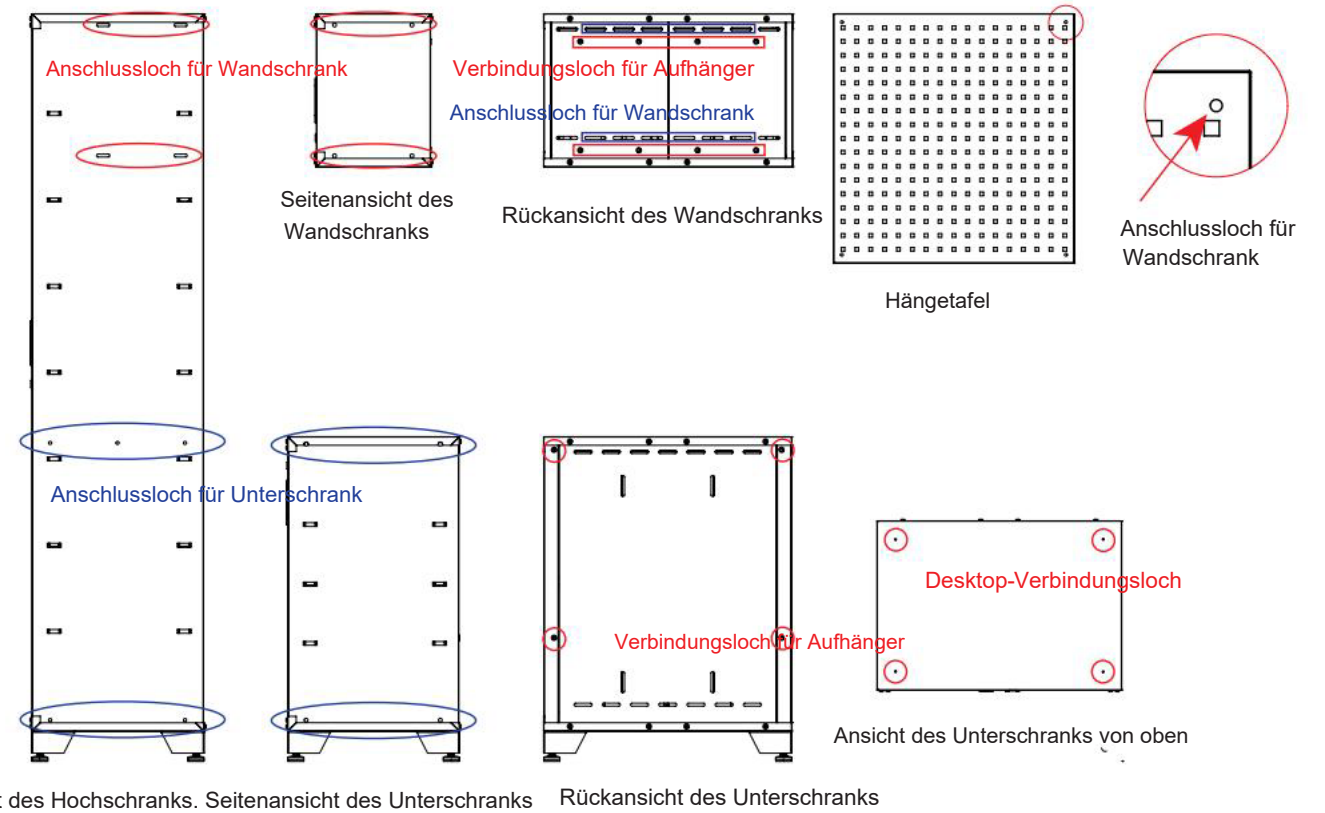 Anschlussloch für Wandschrank
Verbindungsloch für Aufhänger
Anschlussloch für Wandschrank
Seitenansicht des
Wandschranks
Rückansicht des Wandschranks
Anschlussloch für
Wandschrank
Hängetafel
Anschlussloch für Unterschrank
Desktop-Verbindungsloch
Verbindungsloch für Aufhänger
Ansicht des Unterschranks von oben
des Hochschranks. Seitenansicht des Unterschranks
Rückansicht des Unterschranks